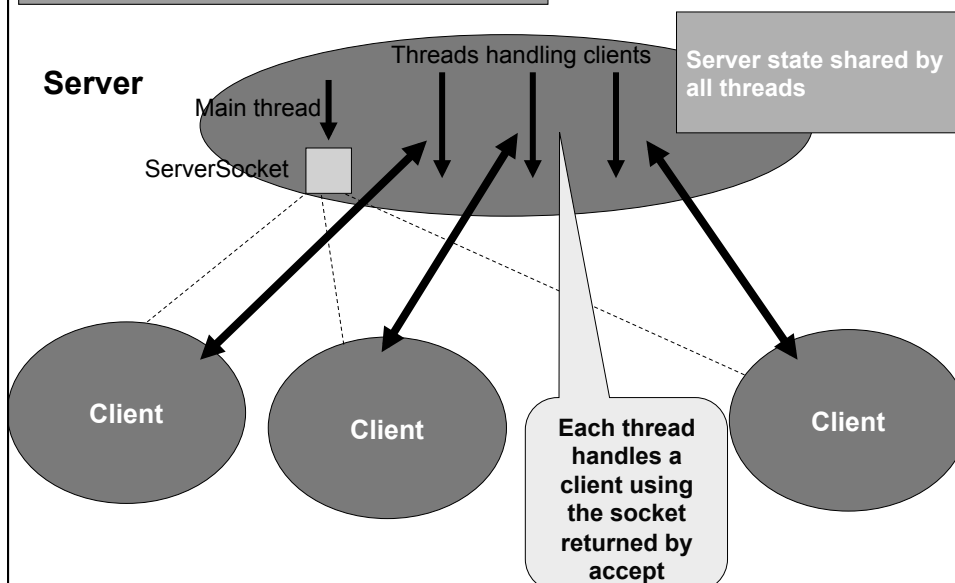 Threads handling clients
Server state shared by
all threads
Server
Main thread
ServerSocket
Client
Client
Client
Each thread
handles a
client using
the socket
returned by
accept